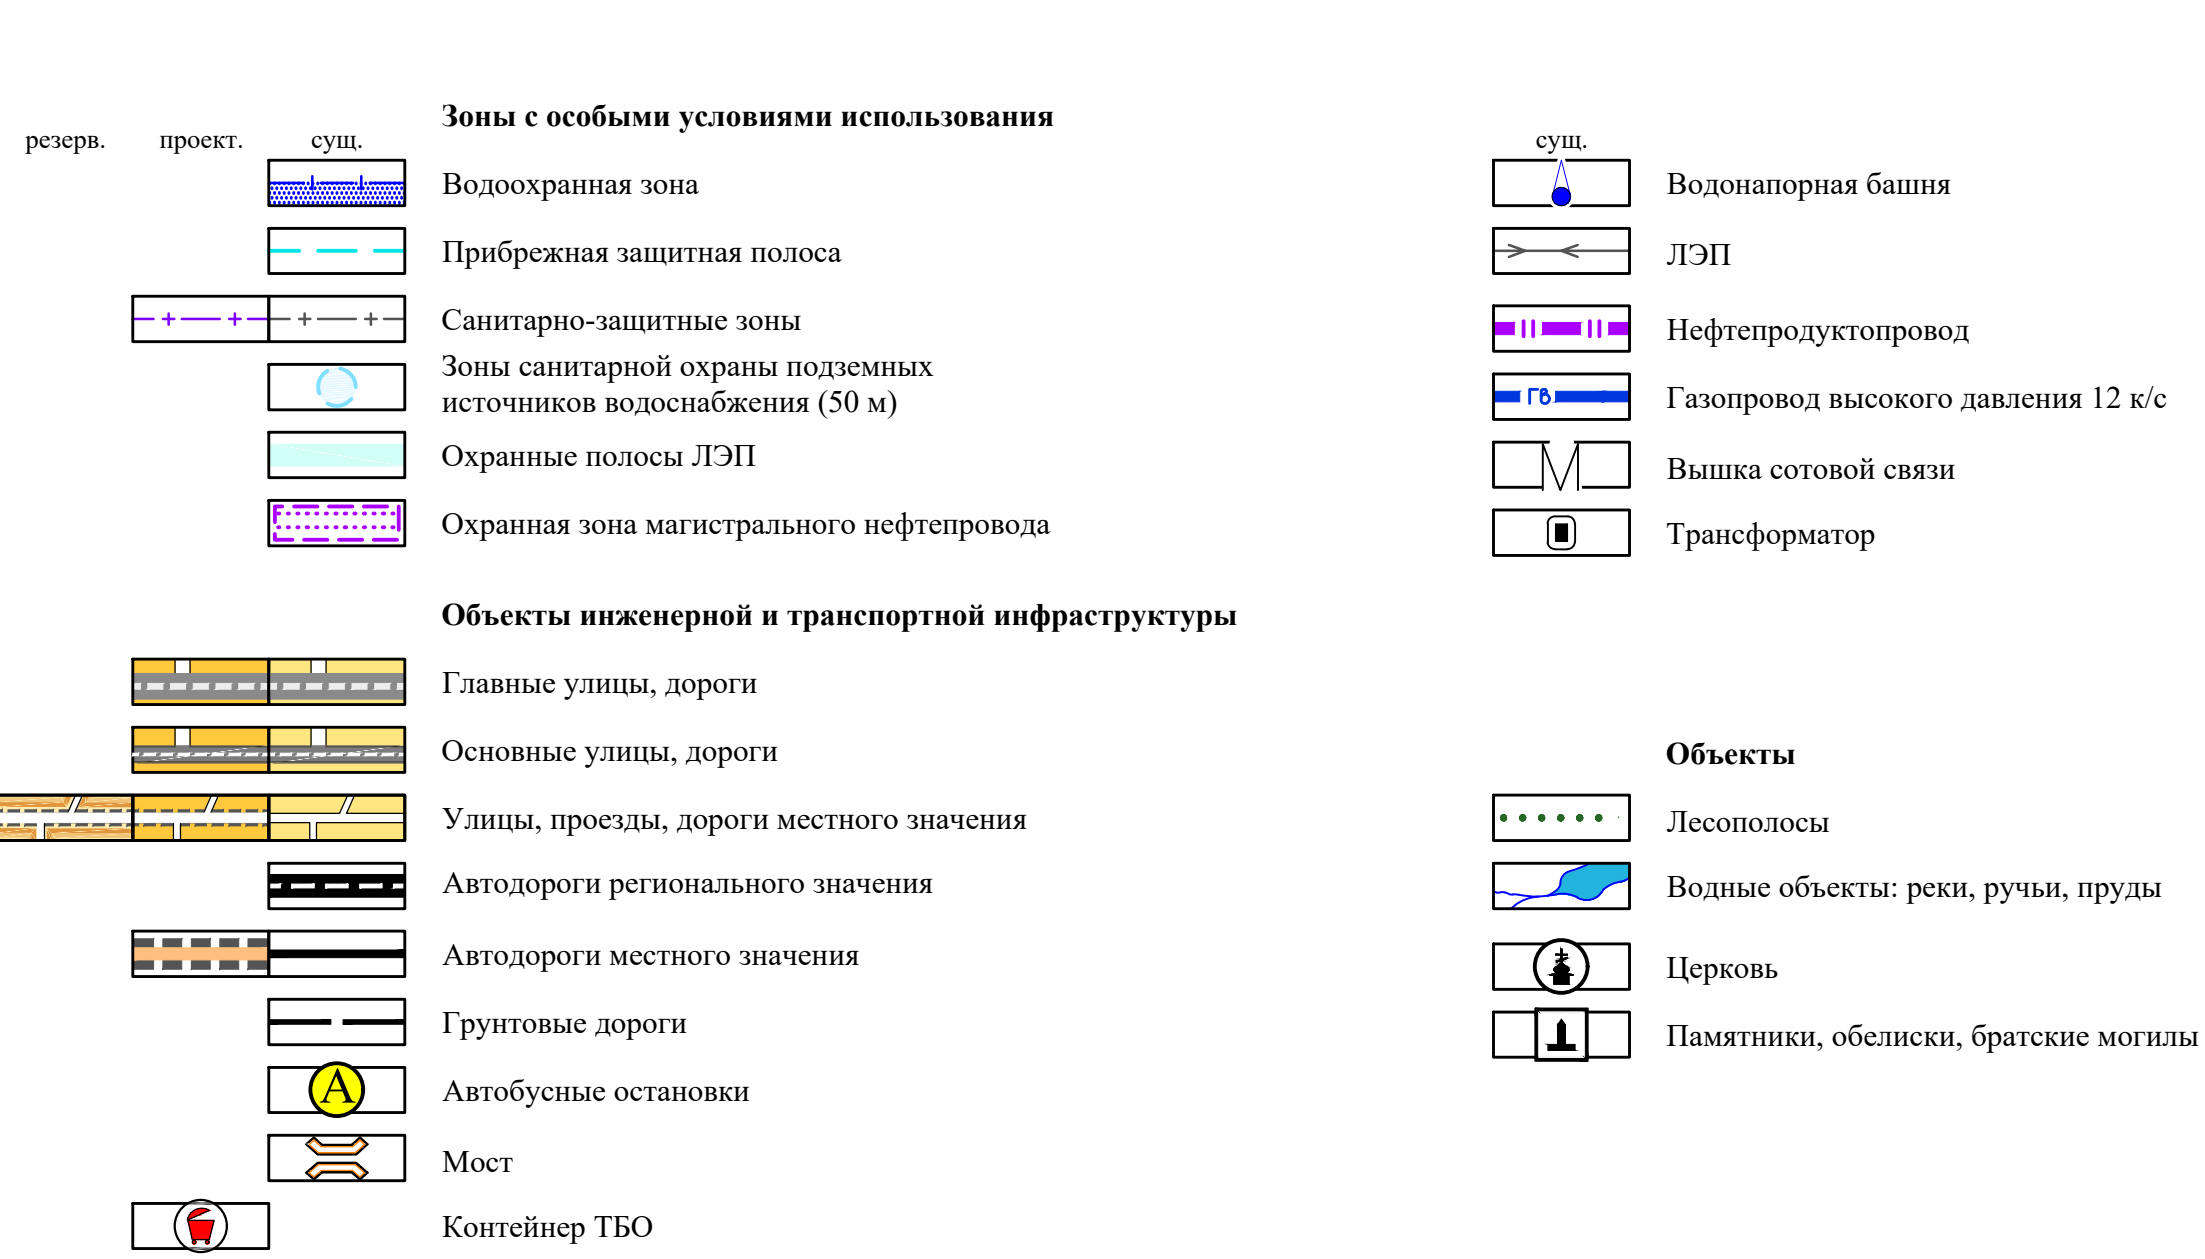 Зоны с особыми условиями использования
резерв. проект. сущ.
Водоохранная зона
Прибрежная защитная полоса
Санитарно-защитные зоны
Зоны санитарной охраны подземных
источников водоснабжения (50 м)
Охранные полосы ЛЭП
Охранная зона магистрального нефтепровода
Объекты инженерной и транспортной инфраструктуры
Главные улицы, дороги
Основные улицы, дороги
Улицы, проезды, дороги местного значения
Автодороги регионального значения
Автодороги местного значения
Грунтовые дороги
А
Автобусные остановки
Мост
Контейнер ТБО
сущ.
Водонапорная башня
ЛЭП
Нефтепродуктопровод
Гв
Газопровод высокого давления 12 к/с
Вышка сотовой связи
Трансформатор
Объекты
Лесополосы
Водные объекты: реки, ручьи, пруды
Церковь
Памятники, обелиски, братские могилы